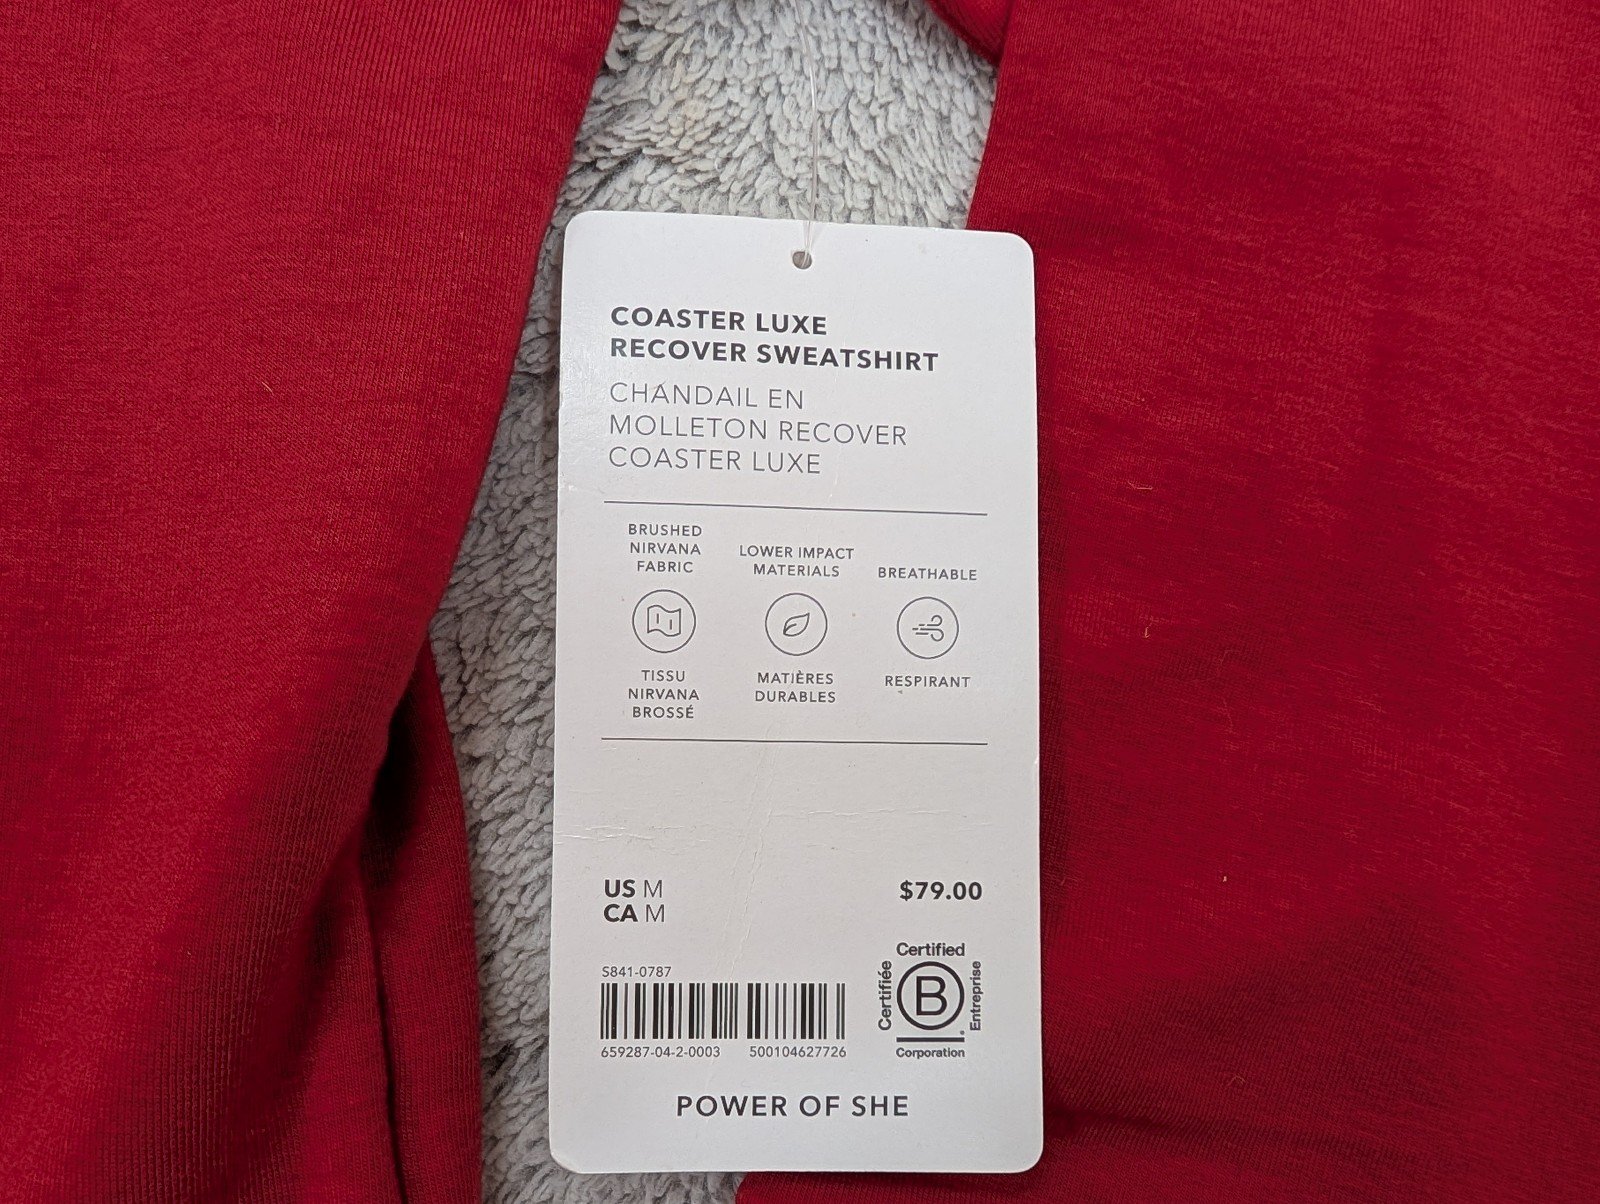 COASTER LUXE
RECOVER SWEATSHIRT
CHANDAIL EN
MOLLETON RECOVER
COASTER LUXE
BRUSHED
NIRVANA
FABRIC
LOWER IMPACT
MATERIALS
BREATHABLE
TISSU
NIRVANA
BROSSÉ
MATIÈRES
DURABLES
RESPIRANT
US M
CA M
$79.00
S841-0787
659287-04-2-0003 500104627726
Certified
Certifiée
B
Entreprise
Corporation
POWER OF SHE